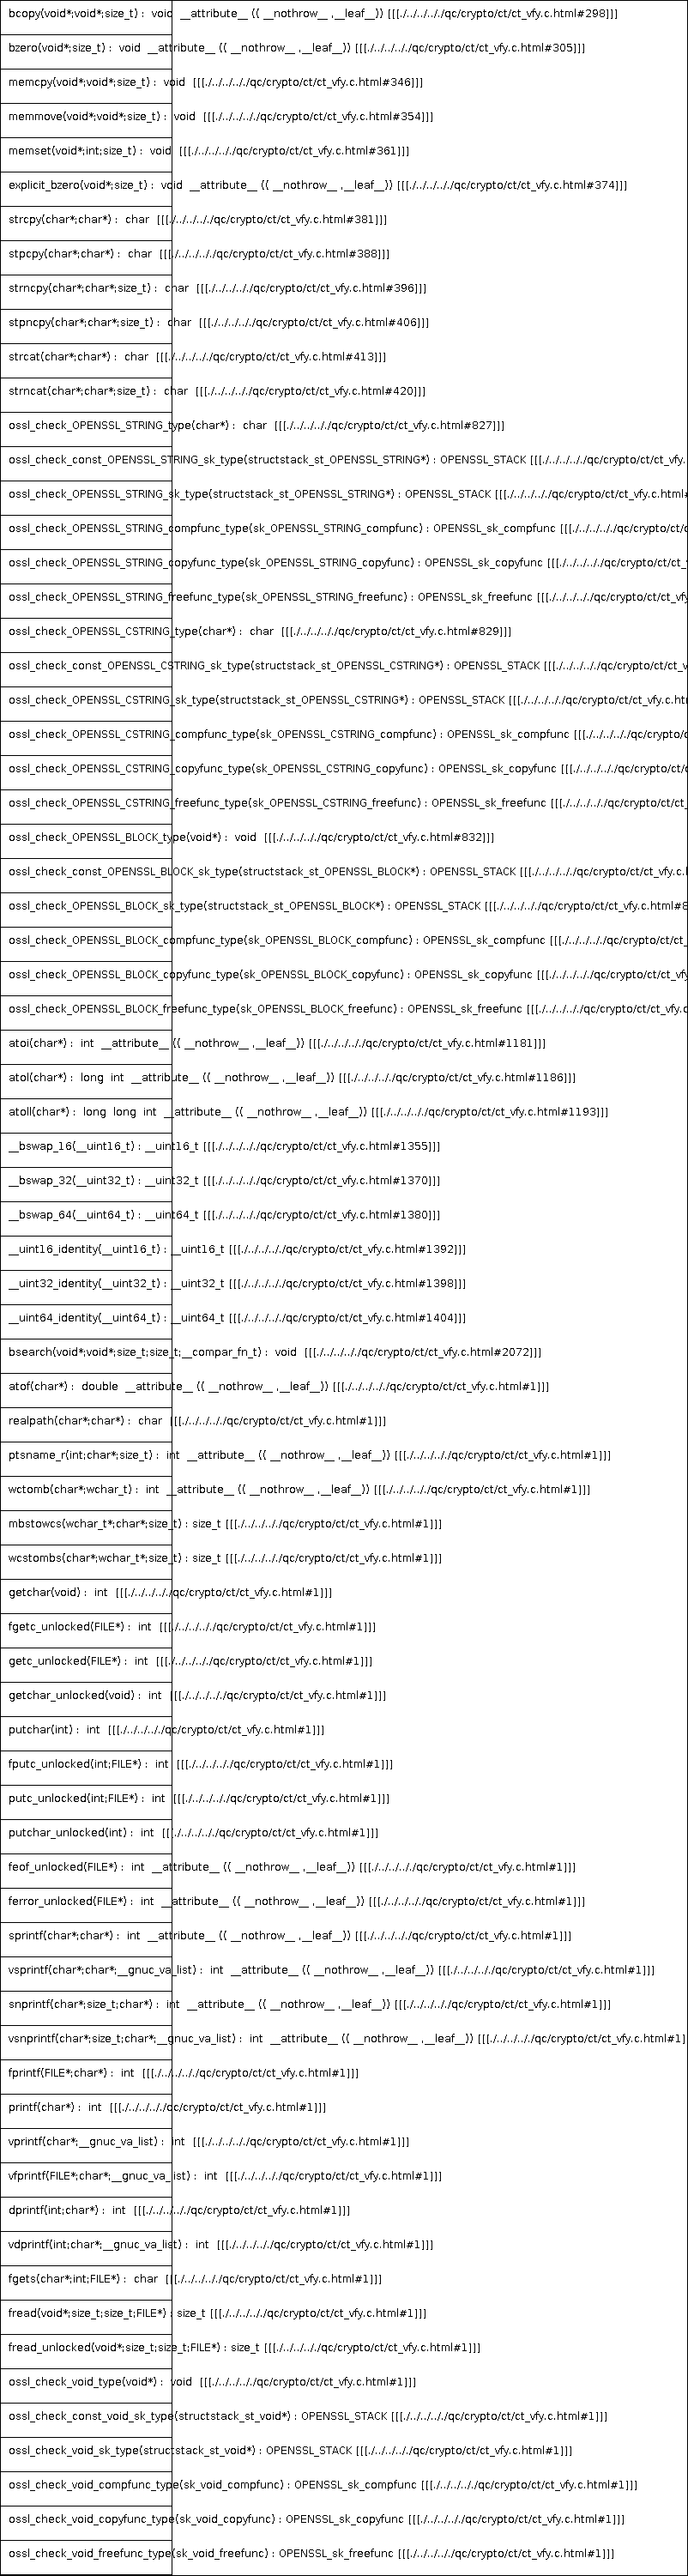 bcopy(void*;void*;size_t) : void __attribute__ (( __nothrow__ ,__leaf__)) [[[./../../../qc/crypto/ct/ct_vfy.c.html#298]]]
bzero(void*;size_t) : void __attribute__ (( __nothrow__ ,__leaf__)) [[[./../../../qc/crypto/ct/ct_vfy.c.html#305]]]
memcpy(void*;void*;size_t) : void [[[./../../../qc/crypto/ct/ct_vfy.c.html#346]]]
memmove(void*;void*;size_t) : void [[[./../../../qc/crypto/ct/ct_vfy.c.html#354]]]
memset(void*;int;size_t) : void [[[./../../../qc/crypto/ct/ct_vfy.c.html#361]]]
explicit_bzero(void*;size_t) : void __attribute__ (( __nothrow__ ,__leaf__)) [[[./../../../qc/crypto/ct/ct_vfy.c.html#374]]]
strcpy(char*;char*) : char [[[./../../../qc/crypto/ct/ct_vfy.c.html#381]]]
stpcpy(char*;char*) : char [[[./../../../qc/crypto/ct/ct_vfy.c.html#388]]]
strncpy(char*;char*;size_t) : char [[[./../../../qc/crypto/ct/ct_vfy.c.html#396]]]
stpncpy(char*;char*;size_t) : char [[[./../../../qc/crypto/ct/ct_vfy.c.html#406]]]
strcat(char*;char*) : char [[[./../../../qc/crypto/ct/ct_vfy.c.html#413]]]
strncat(char*;char*;size_t) : char [[[./../../../qc/crypto/ct/ct_vfy.c.html#420]]]
ossl_check_OPENSSL_STRING_type(char*) : char [[[./../../../qc/crypto/ct/ct_vfy.c.html#827]]]
ossl_check_const_OPENSSL_STRING_sk_type(structstack_st_OPENSSL_STRING*) : OPENSSL_STACK [[[./../../../qc/crypto/ct/ct_vfy.
ossl_check_OPENSSL_STRING_sk_type(structstack_st_OPENSSL_STRING*) : OPENSSL_STACK [[[./../../../qc/crypto/ct/ct_vfy.c.html#
ossl_check_OPENSSL_STRING_compfunc_type(sk_OPENSSL_STRING_compfunc) : OPENSSL_sk_compfunc [[[./../../../qc/crypto/ct/c
ossl_check_OPENSSL_STRING_copyfunc_type(sk_OPENSSL_STRING_copyfunc) : OPENSSL_sk_copyfunc [[[./../../../qc/crypto/ct/ct_v
ossl_check_OPENSSL_STRING_freefunc_type(sk_OPENSSL_STRING_freefunc) : OPENSSL_sk_freefunc [[[./../../../qc/crypto/ct/ct_vfy
ossl_check_OPENSSL_CSTRING_type(char*) : char [[[./../../../qc/crypto/ct/ct_vfy.c.html#829]]]
ossl_check_const_OPENSSL_CSTRING_sk_type(structstack_st_OPENSSL_CSTRING*) : OPENSSL_STACK [[[./../../../qc/crypto/ct/ct_v
ossl_check_OPENSSL_CSTRING_sk_type(structstack_st_OPENSSL_CSTRING*) : OPENSSL_STACK [[[./../../../qc/crypto/ct/ct_vfy.c.ht
ossl_check_OPENSSL_CSTRING_compfunc_type(sk_OPENSSL_CSTRING_compfunc) : OPENSSL_sk_compfunc [[[./../../../qc/crypto/c
ossl_check_OPENSSL_CSTRING_copyfunc_type(sk_OPENSSL_CSTRING_copyfunc) : OPENSSL_sk_copyfunc [[[./../../../qc/crypto/ct/c
ossl_check_OPENSSL_CSTRING_freefunc_type(sk_OPENSSL_CSTRING_freefunc) : OPENSSL_sk_freefunc [[[./../../../qc/crypto/ct/ct_
ossl_check_OPENSSL_BLOCK_type(void*) : void [[[./../../../qc/crypto/ct/ct_vfy.c.html#832]]]
ossl_check_const_OPENSSL_BLOCK_sk_type(structstack_st_OPENSSL_BLOCK*) : OPENSSL_STACK [[[./../../../qc/crypto/ct/ct_vfy.c.
ossl_check_OPENSSL_BLOCK_sk_type(structstack_st_OPENSSL_BLOCK*) : OPENSSL_STACK [[[./../../../qc/crypto/ct/ct_vfy.c.html#8
ossl_check_OPENSSL_BLOCK_compfunc_type(sk_OPENSSL_BLOCK_compfunc) : OPENSSL_sk_compfunc [[[./../../../qc/crypto/ct/ct_
ossl_check_OPENSSL_BLOCK_copyfunc_type(sk_OPENSSL_BLOCK_copyfunc) : OPENSSL_sk_copyfunc [[[./../../../qc/crypto/ct/ct_vfy
ossl_check_OPENSSL_BLOCK_freefunc_type(sk_OPENSSL_BLOCK_freefunc) : OPENSSL_sk_freefunc [[[./../../../qc/crypto/ct/ct_vfy.c
atoi(char*) : int __attribute__ (( __nothrow__ ,__leaf__)) [[[./../../../qc/crypto/ct/ct_vfy.c.html#1181]]]
atol(char*) : long int __attribute__ (( __nothrow__ ,__leaf__)) [[[./../../../qc/crypto/ct/ct_vfy.c.html#1186]]]
atoll(char*) : long long int __attribute__ (( __nothrow__ ,__leaf__)) [[[./../../../qc/crypto/ct/ct_vfy.c.html#1193]]]
__bswap_16(__uint16_t) : __uint16_t [[[./../../../qc/crypto/ct/ct_vfy.c.html#1355]]]
__bswap_32(__uint32_t) : __uint32_t [[[./../../../qc/crypto/ct/ct_vfy.c.html#1370]]]
__bswap_64(__uint64_t) : __uint64_t [[[./../../../qc/crypto/ct/ct_vfy.c.html#1380]]]
__uint16_identity(__uint16_t) : __uint16_t [[[./../../../qc/crypto/ct/ct_vfy.c.html#1392]]]
__uint32_identity(__uint32_t) : __uint32_t [[[./../../../qc/crypto/ct/ct_vfy.c.html#1398]]]
__uint64_identity(__uint64_t) : __uint64_t [[[./../../../qc/crypto/ct/ct_vfy.c.html#1404]]]
bsearch(void*;void*;size_t;size_t;__compar_fn_t) : void [[[./../../../qc/crypto/ct/ct_vfy.c.html#2072]]]
atof(char*) : double __attribute__ (( __nothrow__ ,__leaf__)) [[[./../../../qc/crypto/ct/ct_vfy.c.html#1]]]
realpath(char*;char*) : char [[[./../../../qc/crypto/ct/ct_vfy.c.html#1]]]
ptsname_r(int;char*;size_t) : int __attribute__ (( __nothrow__ ,__leaf__)) [[[./../../../qc/crypto/ct/ct_vfy.c.html#1]]]
wctomb(char*;wchar_t) : int __attribute__ (( __nothrow__ ,__leaf__)) [[[./../../../qc/crypto/ct/ct_vfy.c.html#1]]]
mbstowcs(wchar_t*;char*;size_t) : size_t [[[./../../../qc/crypto/ct/ct_vfy.c.html#1]]]
wcstombs(char*;wchar_t*;size_t) : size_t [[[./../../../qc/crypto/ct/ct_vfy.c.html#1]]]
getchar(void) : int [[[./../../../qc/crypto/ct/ct_vfy.c.html#1]]]
fgetc_unlocked(FILE*) : int [[[./../../../qc/crypto/ct/ct_vfy.c.html#1]]]
getc_unlocked(FILE*) : int [[[./../../../qc/crypto/ct/ct_vfy.c.html#1]]]
getchar_unlocked(void) : int [[[./../../../qc/crypto/ct/ct_vfy.c.html#1]]]
putchar(int) : int [[[./../../../qc/crypto/ct/ct_vfy.c.html#1]]]
fputc_unlocked(int;FILE*) : int [[[./../../../qc/crypto/ct/ct_vfy.c.html#1]]]
putc_unlocked(int;FILE*) : int [[[./../../../qc/crypto/ct/ct_vfy.c.html#1]]]
putchar_unlocked(int) : int [[[./../../../qc/crypto/ct/ct_vfy.c.html#1]]]
feof_unlocked(FILE*) : int __attribute__ (( __nothrow__ ,__leaf__)) [[[./../../../qc/crypto/ct/ct_vfy.c.html#1]]]
ferror_unlocked(FILE*) : int __attribute__ (( __nothrow__ ,__leaf__)) [[[./../../../qc/crypto/ct/ct_vfy.c.html#1]]]
sprintf(char*;char*) : int __attribute__ (( __nothrow__ ,__leaf__)) [[[./../../../qc/crypto/ct/ct_vfy.c.html#1]]]
vsprintf(char*;char*;__gnuc_va_list) : int __attribute__ (( __nothrow__ ,__leaf__)) [[[./../../../qc/crypto/ct/ct_vfy.c.html#1]]]
snprintf(char*;size_t;char*) : int __attribute__ (( __nothrow__ ,__leaf__)) [[[./../../../qc/crypto/ct/ct_vfy.c.html#1]]]
vsnprintf(char*;size_t;char*;__gnuc_va_list) : int __attribute__ (( __nothrow__ ,__leaf__)) [[[./../../../qc/crypto/ct/ct_vfy.c.html#1]
fprintf(FILE*;char*) : int [[[./../../../qc/crypto/ct/ct_vfy.c.html#1]]]
printf(char*) : int [[[./../../../qc/crypto/ct/ct_vfy.c.html#1]]]
vprintf(char*;__gnuc_va_list) : int [[[./../../../qc/crypto/ct/ct_vfy.c.html#1]]]
vfprintf(FILE*;char*;__gnuc_va_list) : int [[[./../../../qc/crypto/ct/ct_vfy.c.html#1]]]
dprintf(int;char*) : int [[[./../../../qc/crypto/ct/ct_vfy.c.html#1]]]
vdprintf(int;char*;__gnuc_va_list) : int [[[./../../../qc/crypto/ct/ct_vfy.c.html#1]]]
fgets(char*;int;FILE*) : char [[[./../../../qc/crypto/ct/ct_vfy.c.html#1]]]
fread(void*;size_t;size_t;FILE*) : size_t [[[./../../../qc/crypto/ct/ct_vfy.c.html#1]]]
fread_unlocked(void*;size_t;size_t;FILE*) : size_t [[[./../../../qc/crypto/ct/ct_vfy.c.html#1]]]
ossl_check_void_type(void*) : void [[[./../../../qc/crypto/ct/ct_vfy.c.html#1]]]
ossl_check_const_void_sk_type(structstack_st_void*) : OPENSSL_STACK [[[./../../../qc/crypto/ct/ct_vfy.c.html#1]]]
ossl_check_void_sk_type(structstack_st_void*) : OPENSSL_STACK [[[./../../../qc/crypto/ct/ct_vfy.c.html#1]]]
ossl_check_void_compfunc_type(sk_void_compfunc) : OPENSSL_sk_compfunc [[[./../../../qc/crypto/ct/ct_vfy.c.html#1]]]
ossl_check_void_copyfunc_type(sk_void_copyfunc) : OPENSSL_sk_copyfunc [[[./../../../qc/crypto/ct/ct_vfy.c.html#1]]]
ossl_check_void_freefunc_type(sk_void_freefunc) : OPENSSL_sk_freefunc [[[./../../../qc/crypto/ct/ct_vfy.c.html#1]]]